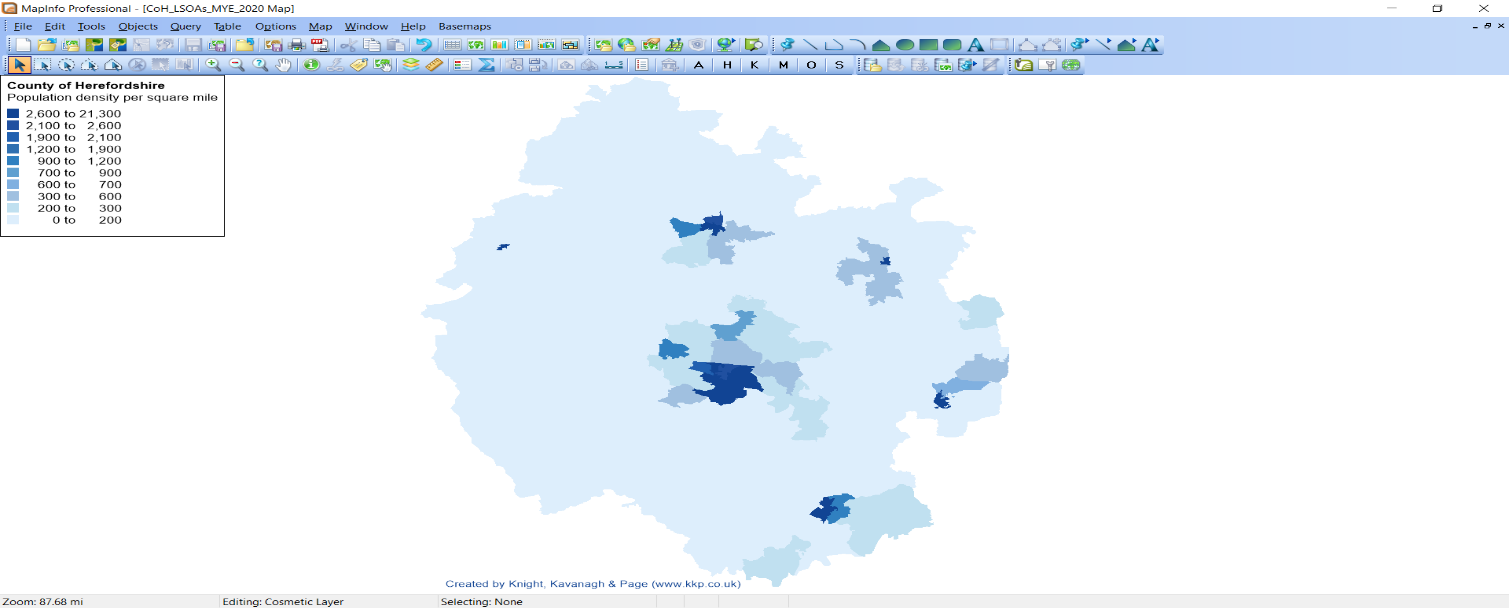 MapInfo Professional - [CoH_LSOAs_MYE_2020 Map]
File Edit Tools Objects Query Table Options Map Window Help Basemaps
A H K M O S
County of Herefordshire
Population density per square mile
2,600 to 21,300
2,100 to 2,600
1,900 to 2,100
1,200 to 1,900
900 to 1,200
700 to 900
600 to 700
300 to 600
200 to 300
0 to 200
Created by Knight, Kavanagh & Page (www.kkp.co.uk)
Zoom: 87.68 mi Editing: Cosmetic Layer Selecting: None